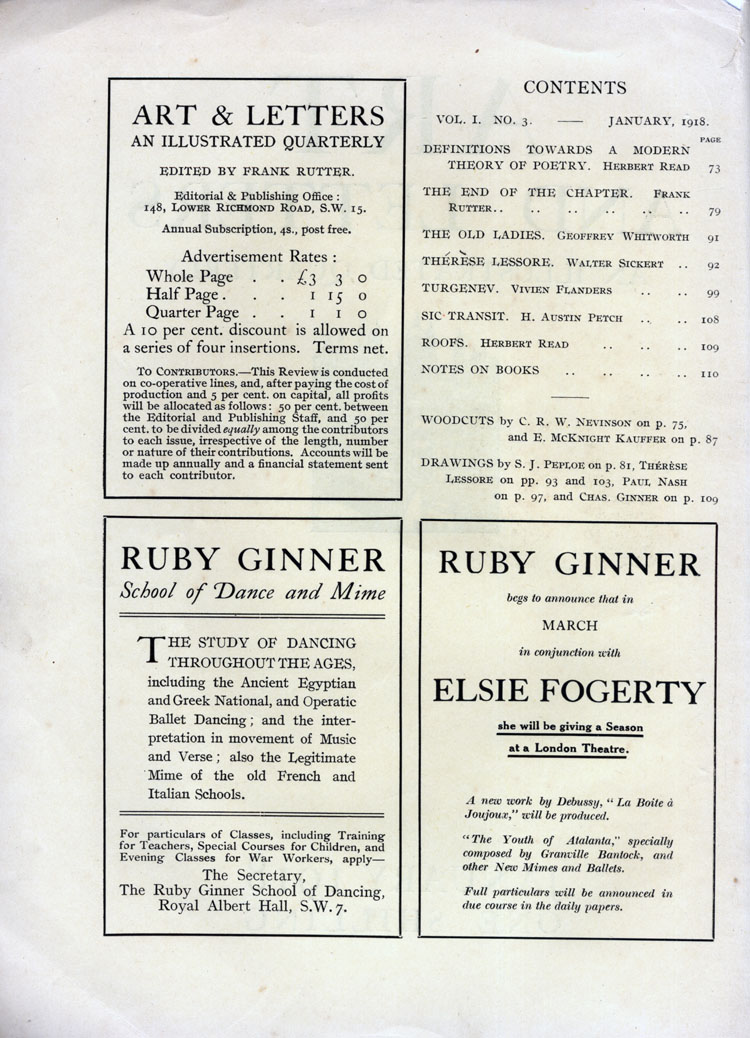 ART & LETTERS
AN ILLUSTRATED QUARTERLY
EDITED BY FRANK RUTTER.
Editorial & Publishing Office :
148, LOWER RICHMOND ROAD, S.W. 15.
Annual Subscription, 4s., post free.
Advertisement Rates :
Whole Page . . £3 3 0
Half Page . . . 1 15 0
Quarter Page . . 1 1 0
A 10 per cent. discount is allowed on
a series of four insertions. Terms net.
TO CONTRIBUTORS.—This Review is conducted
on co-operative lines, and, after paying the cost of
production and 5 per cent. on capital, all profits
will be allocated as follows : 50 per cent. between
the Editorial and Publishing Staff, and 50 per
cent. to be divided equally among the contributors
to each issue, irrespective of the length, number
or nature of their contributions. Accounts will be
made up annually and a financial statement sent
to each contributor.
CONTENTS
VOL. I. NO. 3. —— JANUARY, 1918.
PAGE
DEFINITIONS TOWARDS A MODERN
THEORY OF POETRY. HERBERT READ 73
THE END OF THE CHAPTER. FRANK
RUTTER .. .. .. .. .. .. .. 79
THE OLD LADIES. GEOFFREY WHITWORTH 91
THÉRÈSE LESSORE. WALTER SICKERT .. 92
TURGENEV. VIVIEN FLANDERS .. .. 99
SIC TRANSIT. H. AUSTIN PETCH .. .. 108
ROOFS. HERBERT READ .. .. .. 109
NOTES ON BOOKS .. .. .. .. 110
WOODCUTS by C. R. W. NEVINSON on p. 75,
and E. MCKNIGHT KAUFFER on p. 87
DRAWINGS by S. J. PEPLOE on p. 81, THÉRÈSE
LESSORE on pp. 93 and 103, PAUL NASH
on p. 97, and CHAS. GINNER on p. 109
RUBY GINNER
School of Dance and Mime
THE STUDY OF DANCING
THROUGHOUT THE AGES,
including the Ancient Egyptian
and Greek National, and Operatic
Ballet Dancing ; and the inter-
pretation in movement of Music
and Verse ; also the Legitimate
Mime of the old French and
Italian Schools.
For particulars of Classes, including Training
for Teachers, Special Courses for Children, and
Evening Classes for War Workers, apply—
The Secretary,
The Ruby Ginner School of Dancing,
Royal Albert Hall, S.W. 7.
RUBY GINNER
begs to announce that in
MARCH
in conjunction with
ELSIE FOGERTY
she will be giving a Season
at a London Theatre.
A new work by Debussy, “ La Boite à
Joujoux,” will be produced.
“The Youth of Atalanta,” specially
composed by Granville Bantock, and
other New Mimes and Ballets.
Full particulars will be announced in
due course in the daily papers.